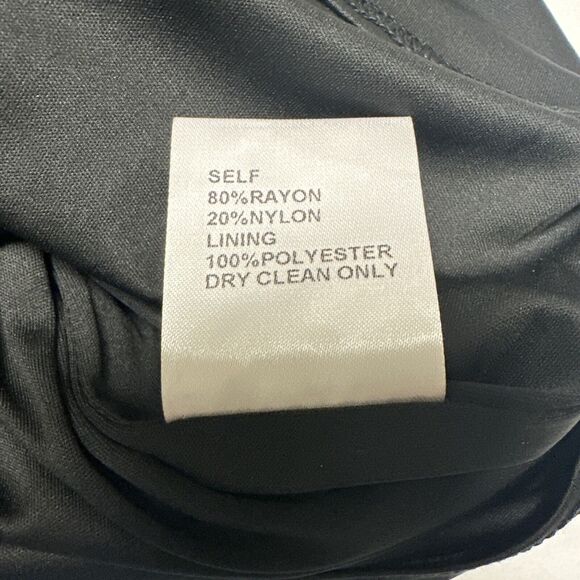 SELF
80%RAYON
20%NYLON
LINING
100%POLYESTER
DRY CLEAN ONLY